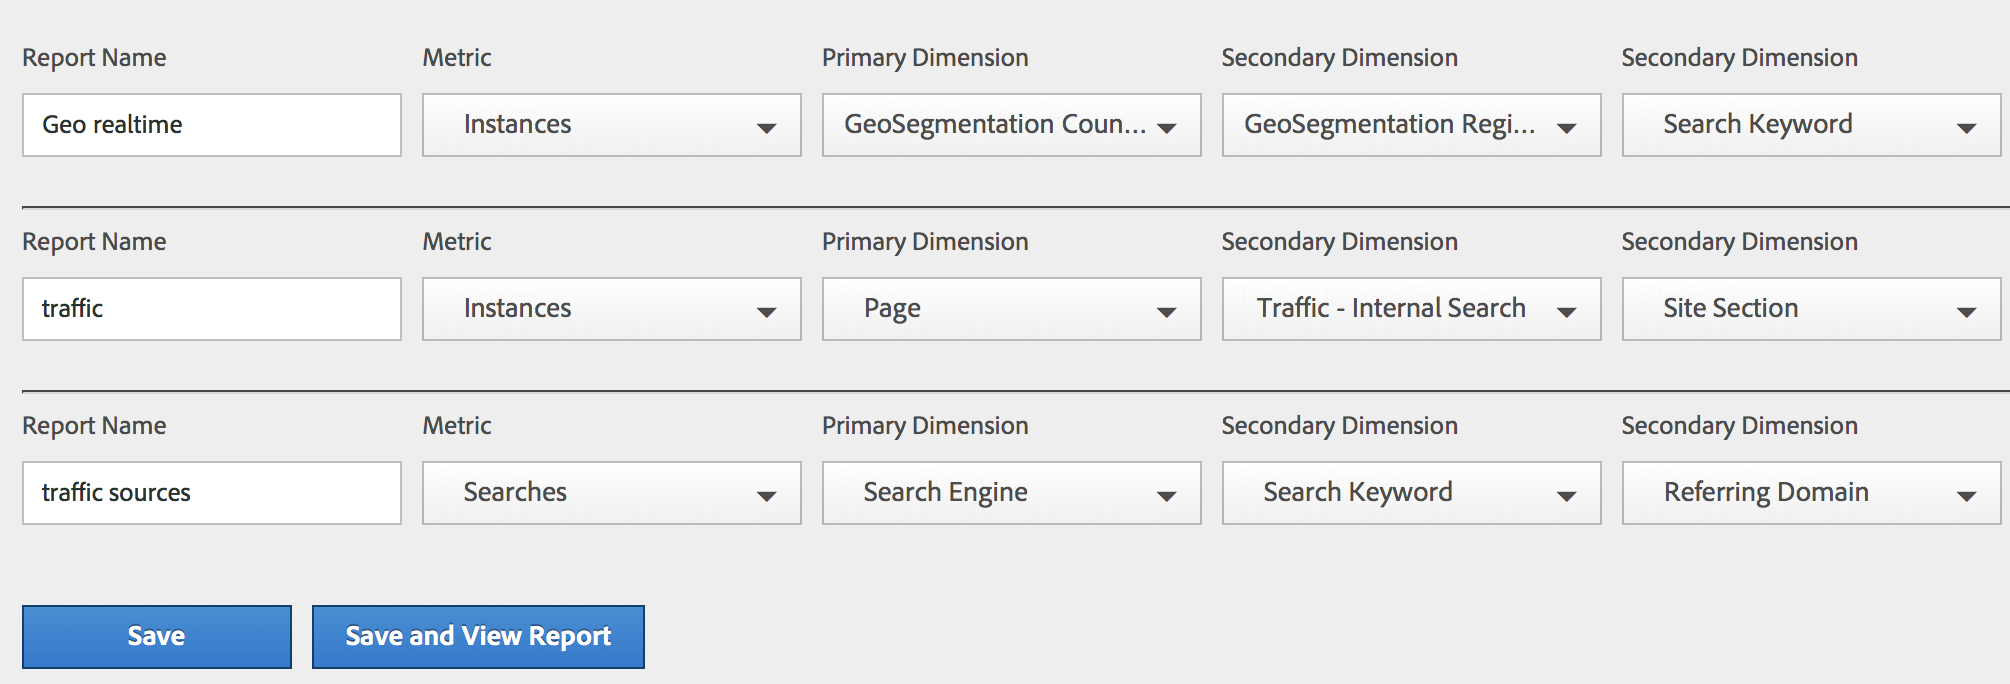 Report Name Metric Primary Dimension Secondary Dimension Secondary Dimension
Geo realtime Instances GeoSegmentation Coun... GeoSegmentation Regi... Search Keyword
Report Name Metric Primary Dimension Secondary Dimension Secondary Dimension
traffic Instances Page Traffic - Internal Search Site Section
Report Name Metric Primary Dimension Secondary Dimension Secondary Dimension
traffic sources Searches Search Engine Search Keyword Referring Domain
Save Save and View Report